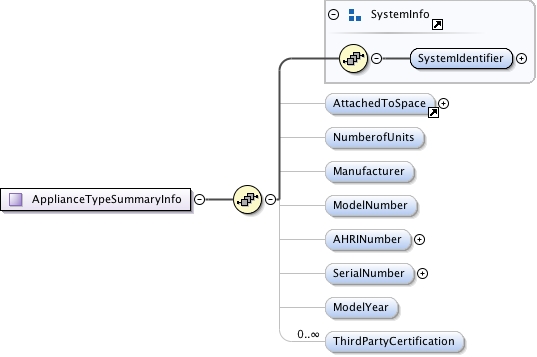 SystemInfo
SystemIdentifier
AttachedToSpace
NumberofUnits
Manufacturer
ApplianceTypeSummaryInfo
ModelNumber
AHRINumber
SerialNumber
ModelYear
0..∞
ThirdPartyCertification